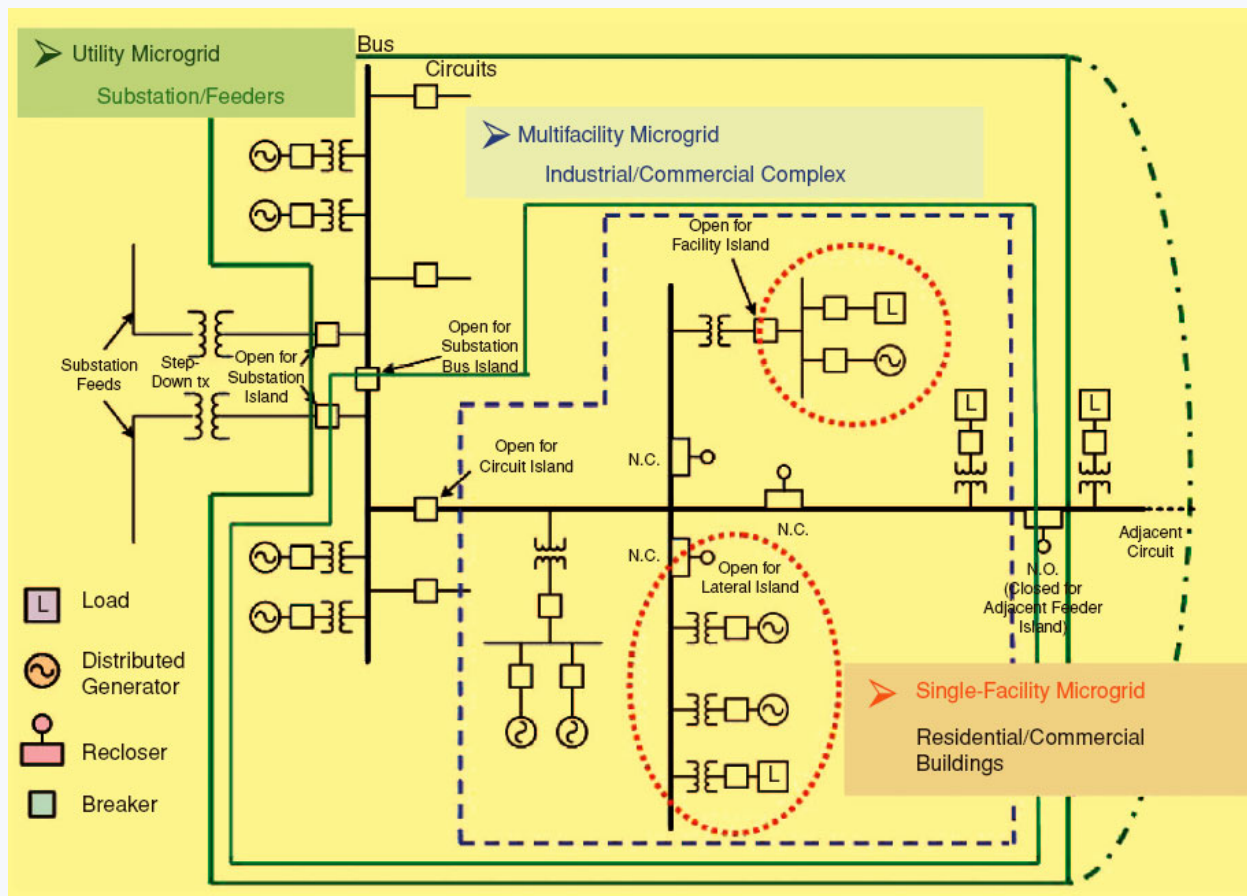 Utility Microgrid
Substation/Feeders
Bus
Circuits
Multifacility Microgrid
Industrial/Commercial Complex
Open for
Facility Island
L
Open for
Substation
Bus Island
Substation
Feeds
Step-
Down tx
Open for
Substation
Island
L
L
Open for
Circuit Island
N.C.
N.C.
Adjacent
Circuit
N.C.
Open for
Lateral Island
N.O.
(Closed for
Adjacent Feeder
Island)
L
Load
Distributed
Generator
Recloser
Breaker
L
Single-Facility Microgrid
Residential/Commercial
Buildings